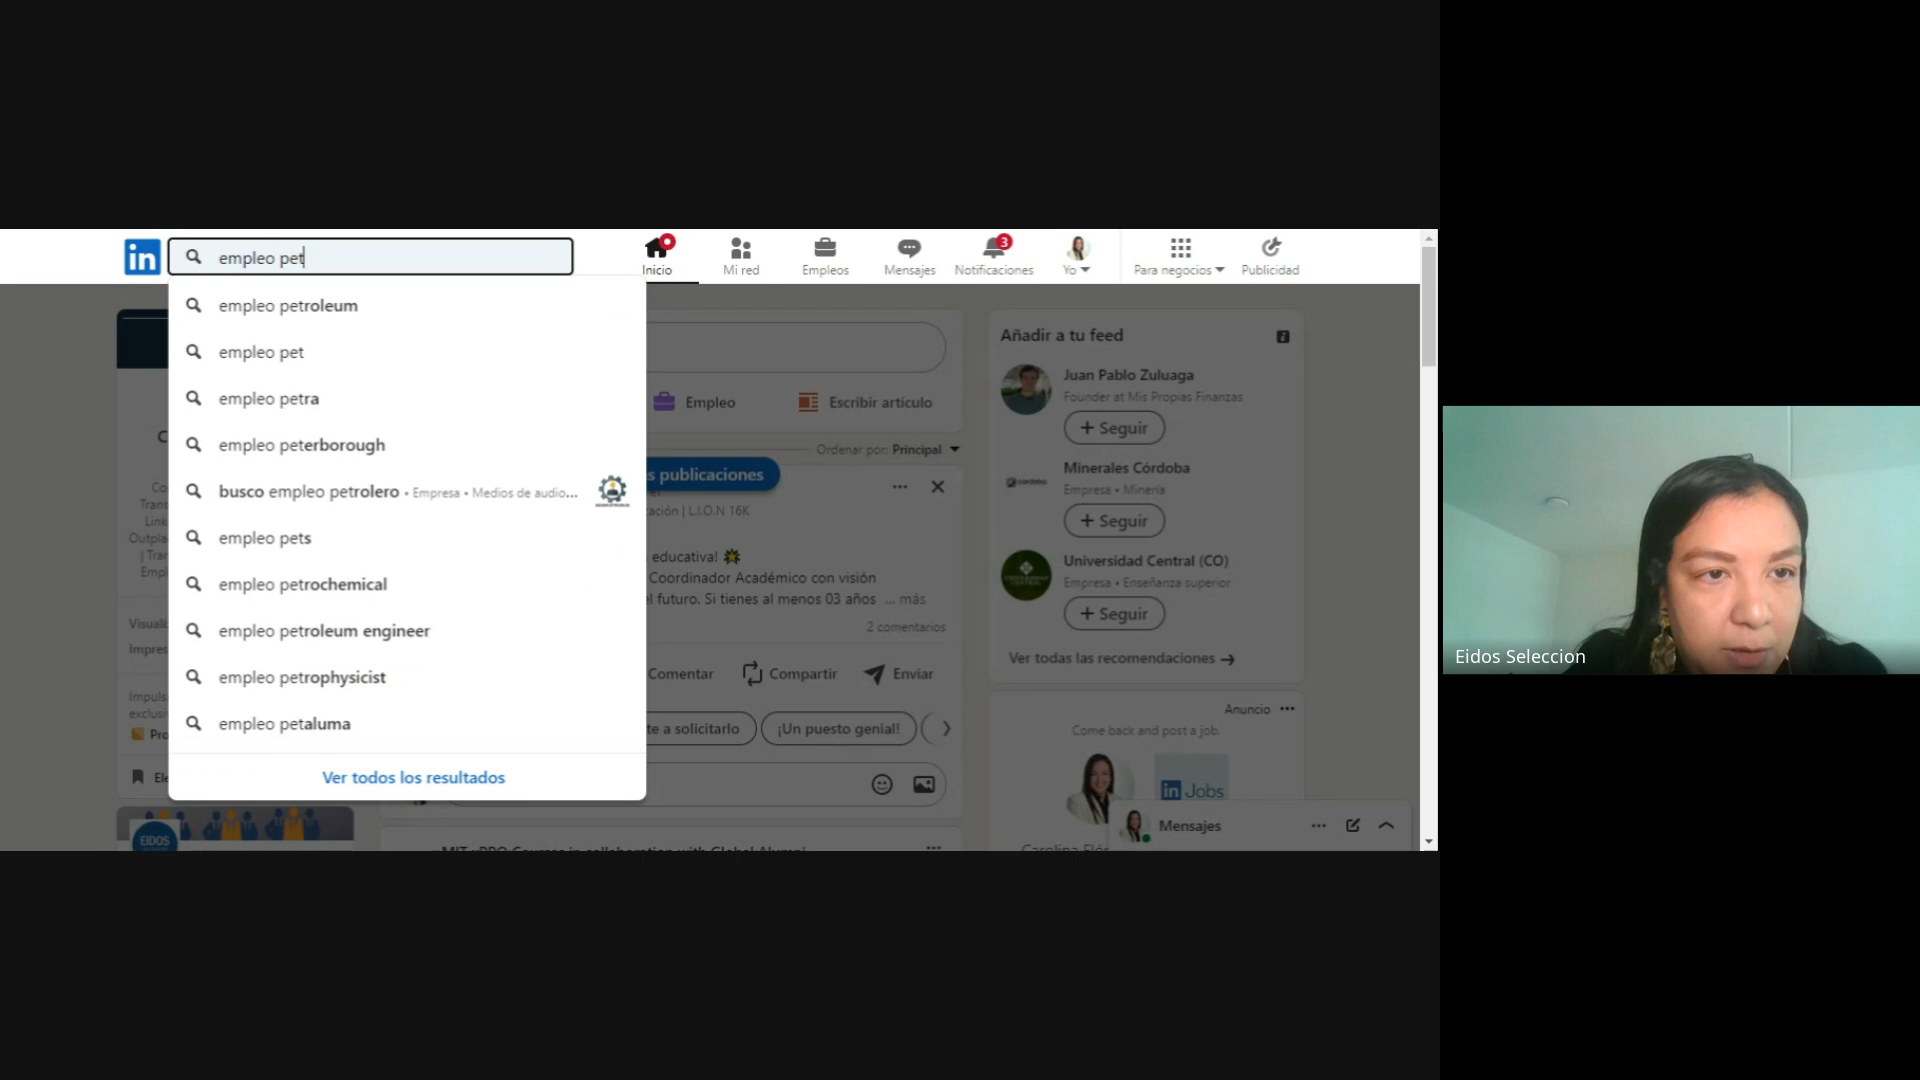 in
empleo pet
Inicio
Mi red
Empleos
Mensajes
3
Notificaciones
Yo
Para negocios
Publicidad
empleo petroleum
empleo pet
empleo petra
empleo peterborough
busco empleo petrolero • Empresa • Medios de audio...
empleo pets
empleo petrochemical
empleo petroleum engineer
empleo petrophysicist
empleo petaluma
Ver todos los resultados
Empleo
Escribir artículo
Ordenar por: Principal
s publicaciones
ación | L.I.O.N 16K
educativa!
Coordinador Académico con visión
l futuro. Si tienes al menos 03 años ... más
2 comentarios
Comentar
Compartir
Enviar
te a solicitarlo
¡Un puesto genial!
Añadir a tu feed
Juan Pablo Zuluaga
Founder at Mis Propias Finanzas
+ Seguir
Minerales Córdoba
Empresa • Minería
+ Seguir
Universidad Central (CO)
Empresa • Enseñanza superior
+ Seguir
Ver todas las recomendaciones →
Anuncio
Come back and post a job.
in Jobs
Mensajes
EIDOS
Eidos Seleccion